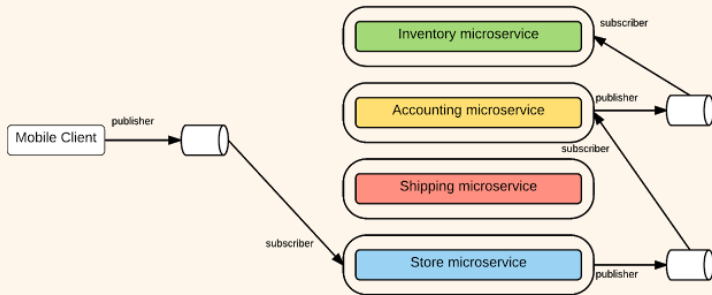 Inventory microservice
subscriber
Accounting microservice
publisher
publisher
Mobile Client
subscriber
Shipping microservice
subscriber
Store microservice
publisher